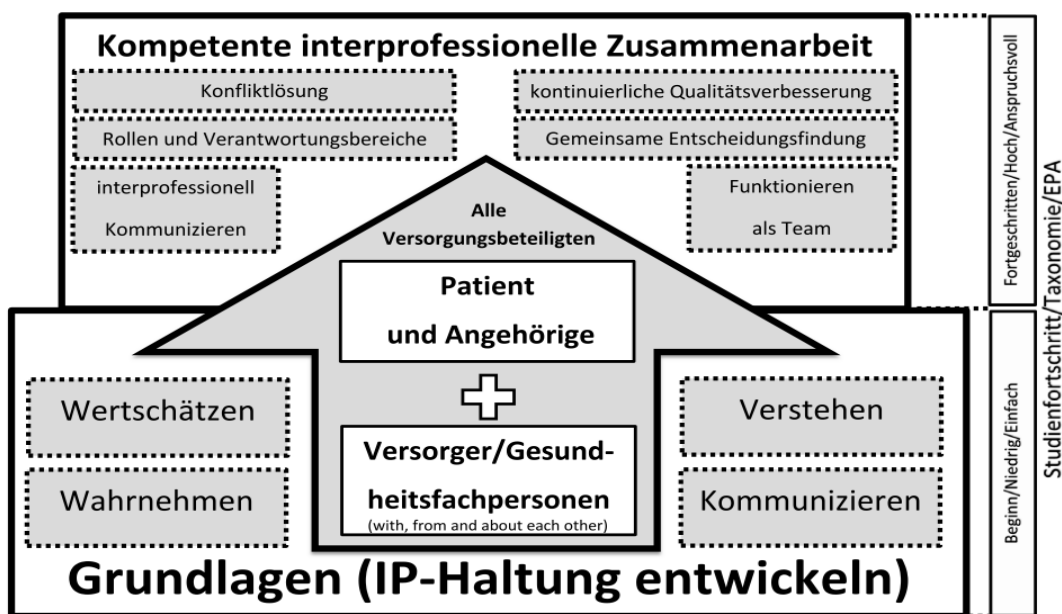 Kompetente interprofessionelle Zusammenarbeit
Konfliktlösung
kontinuierliche Qualitätsverbesserung
Rollen und Verantwortungsbereiche
Gemeinsame Entscheidungsfindung
interprofessionell
Kommunizieren
Funktionieren
als Team
Alle
Versorgungsbeteiligten
Patient
und Angehörige
Wertschätzen
Verstehen
Versorger/Gesund-
heitsfachpersonen
(with, from and about each other)
Wahrnehmen
Kommunizieren
Grundlagen (IP-Haltung entwickeln)
Fortgeschritten/Hoch/Anspruchsvoll
Beginn/Niedrig/Einfach
Studienfortschritt/Taxonomie/EPA